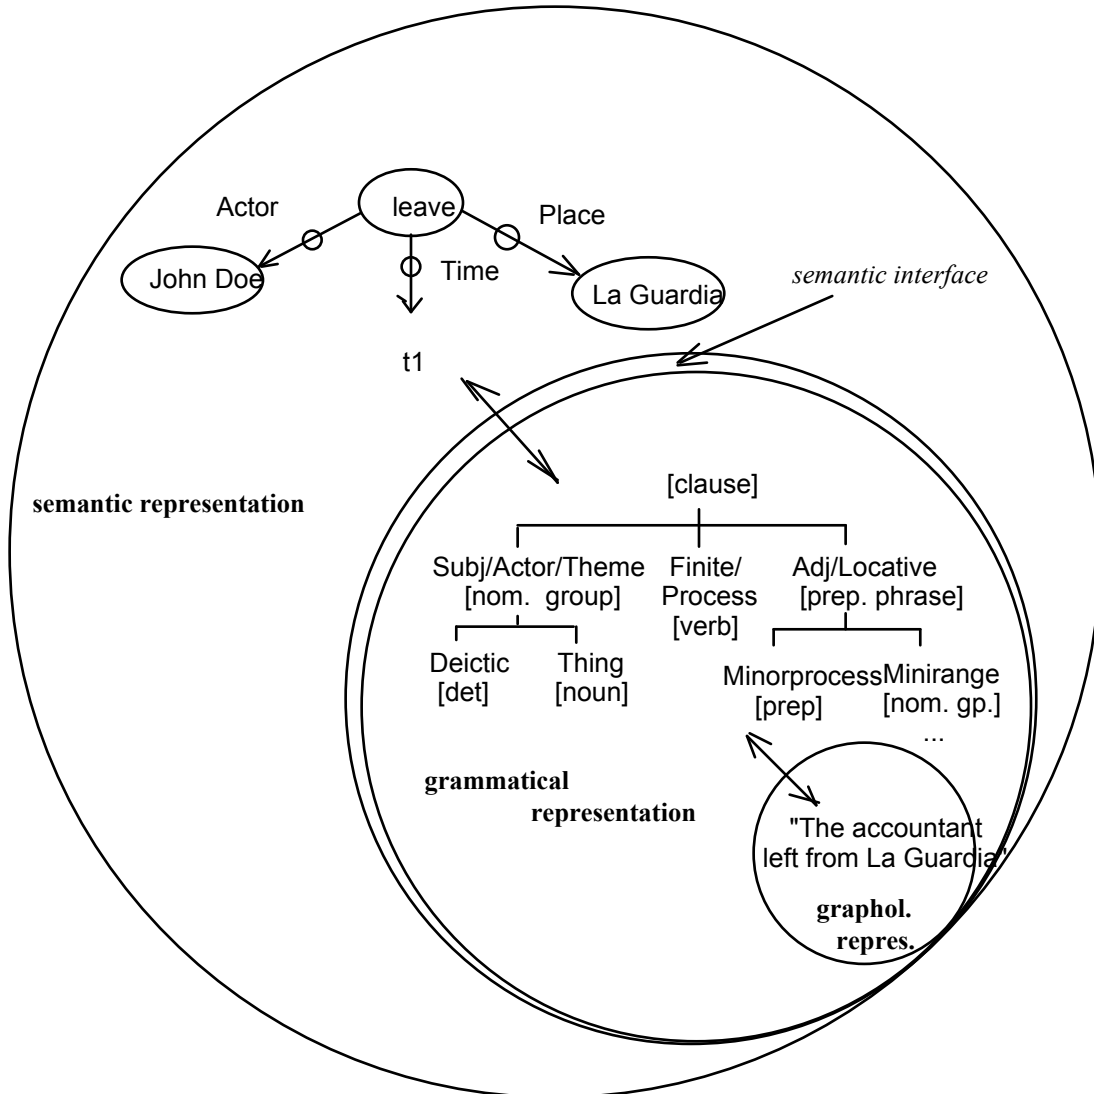 Actor
leave
Place
John Doe
Time
La Guardia
semantic interface
t1
semantic representation
[clause]
Subj/Actor/Theme
[nom. group]
Finite/
Process
[verb]
Adj/Locative
[prep. phrase]
Deictic
[det]
Thing
[noun]
Minorprocess
[prep]
Minirange
[nom. gp.]
...
grammatical
representation
"The accountant
left from La Guardia"
graphol.
repres.